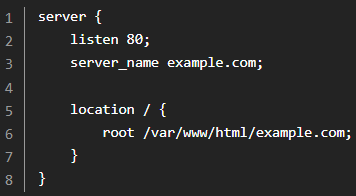 1 server {
2     listen 80;
3     server_name example.com;
4
5     location / {
6         root /var/www/html/example.com;
7     }
8 }